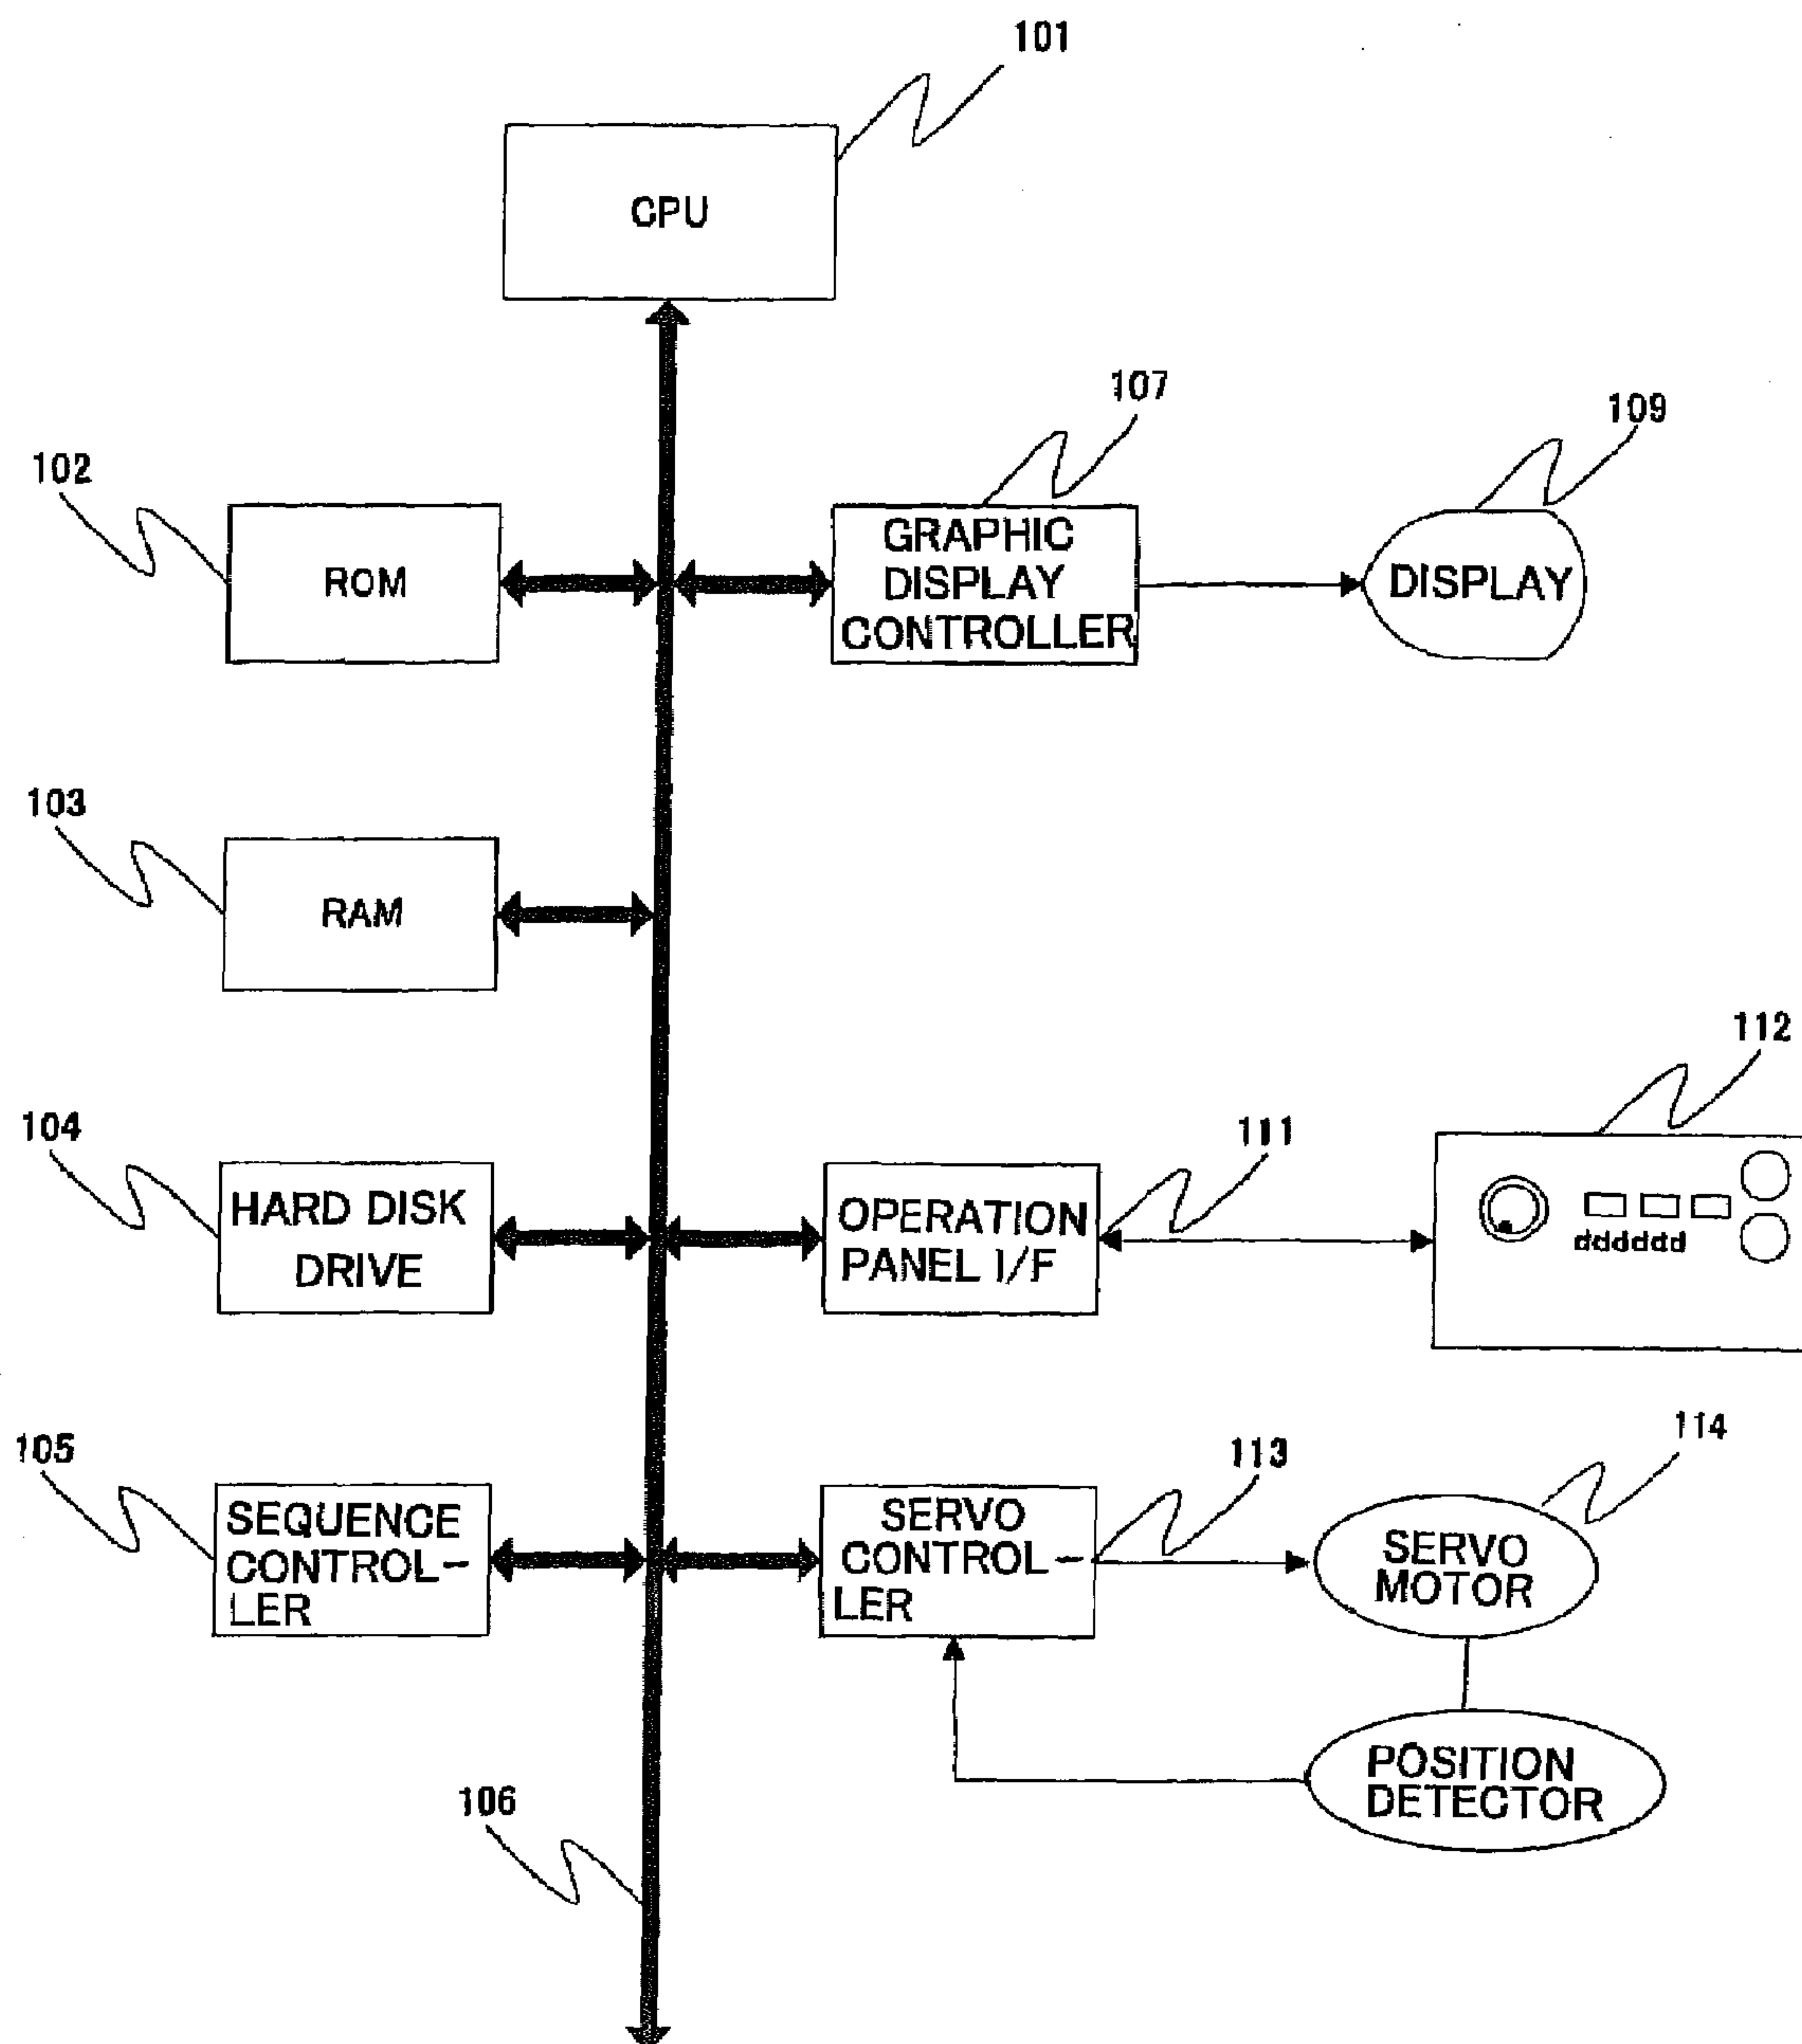 101
CPU
107
109
102
ROM
GRAPHIC
DISPLAY
CONTROLLER
DISPLAY
103
RAM
112
104
111
HARD DISK
DRIVE
OPERATION
PANEL I/F
dddddd
105
113
114
SEQUENCE
CONTROL-
LER
SERVO
CONTROL-
LER
SERVO
MOTOR
106
POSITION
DETECTOR